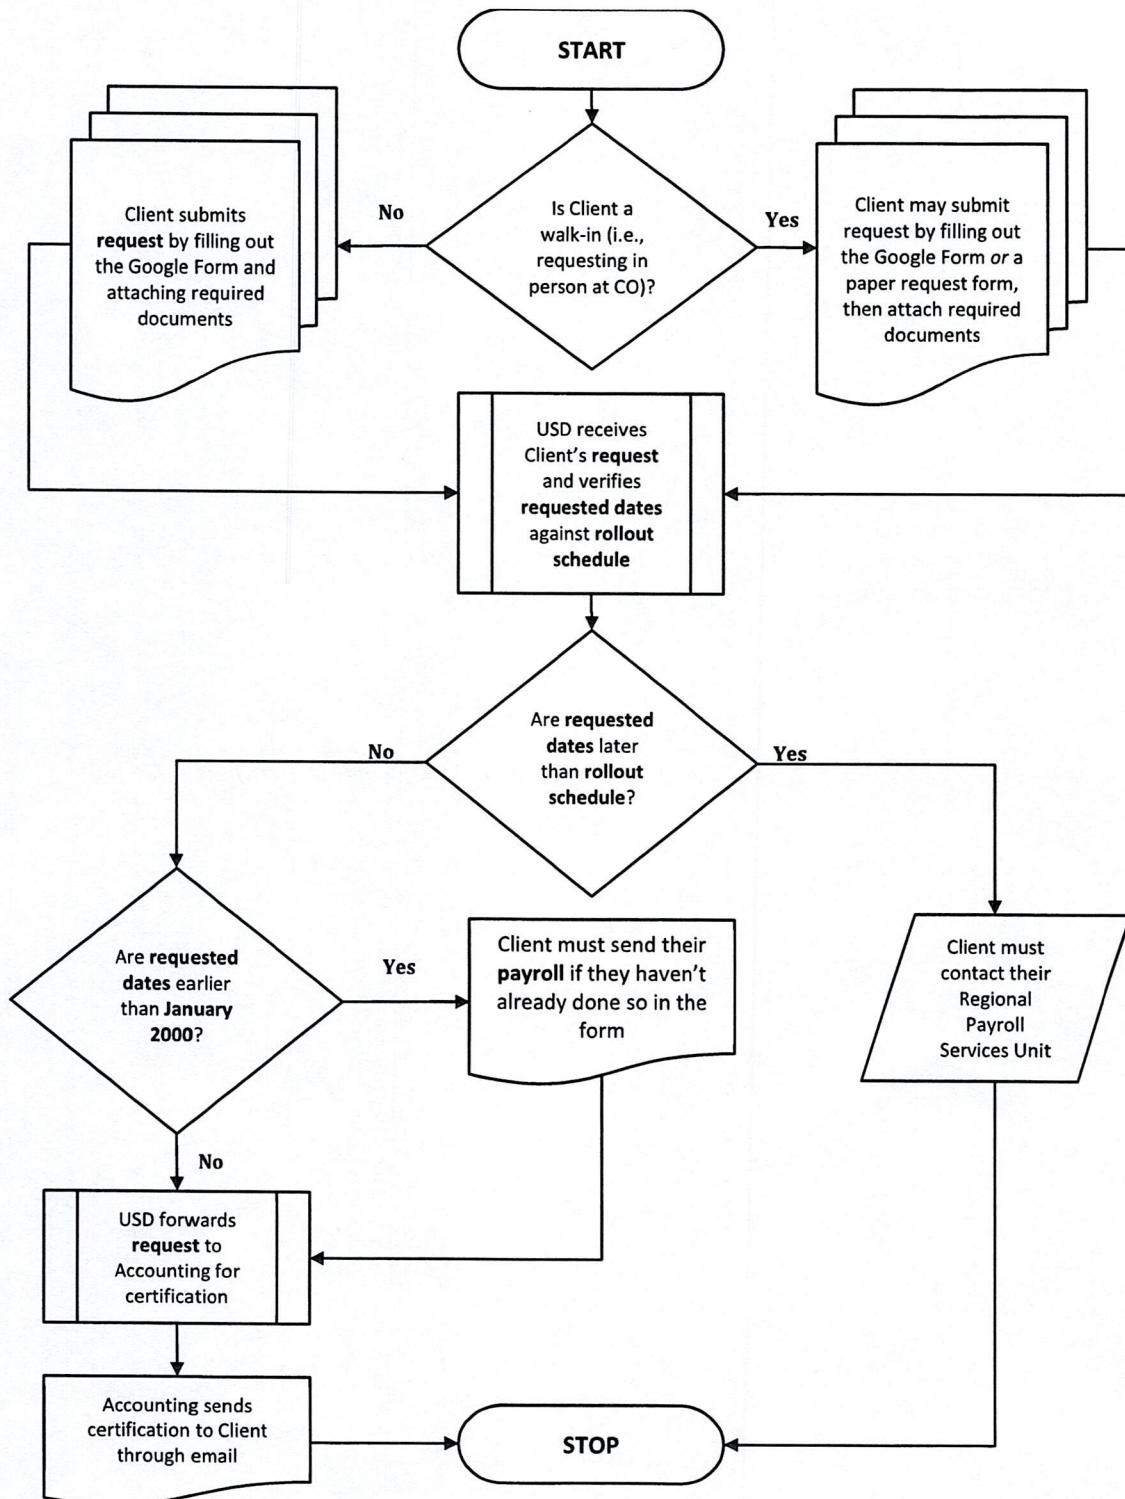 START
Client submits
request by filling out
the Google Form and
attaching required
documents
No
Is Client a
walk-in (i.e.,
requesting in
person at CO)?
Yes
Client may submit
request by filling out
the Google Form or a
paper request form,
then attach required
documents
USD receives
Client's request
and verifies
requested dates
against rollout
schedule
No
Are requested
dates later
than rollout
schedule?
Yes
Are requested
dates earlier
than January
2000?
Yes
Client must send their
payroll if they haven't
already done so in the
form
Client must
contact their
Regional
Payroll
Services Unit
No
USD forwards
request to
Accounting for
certification
Accounting sends
certification to Client
through email
STOP